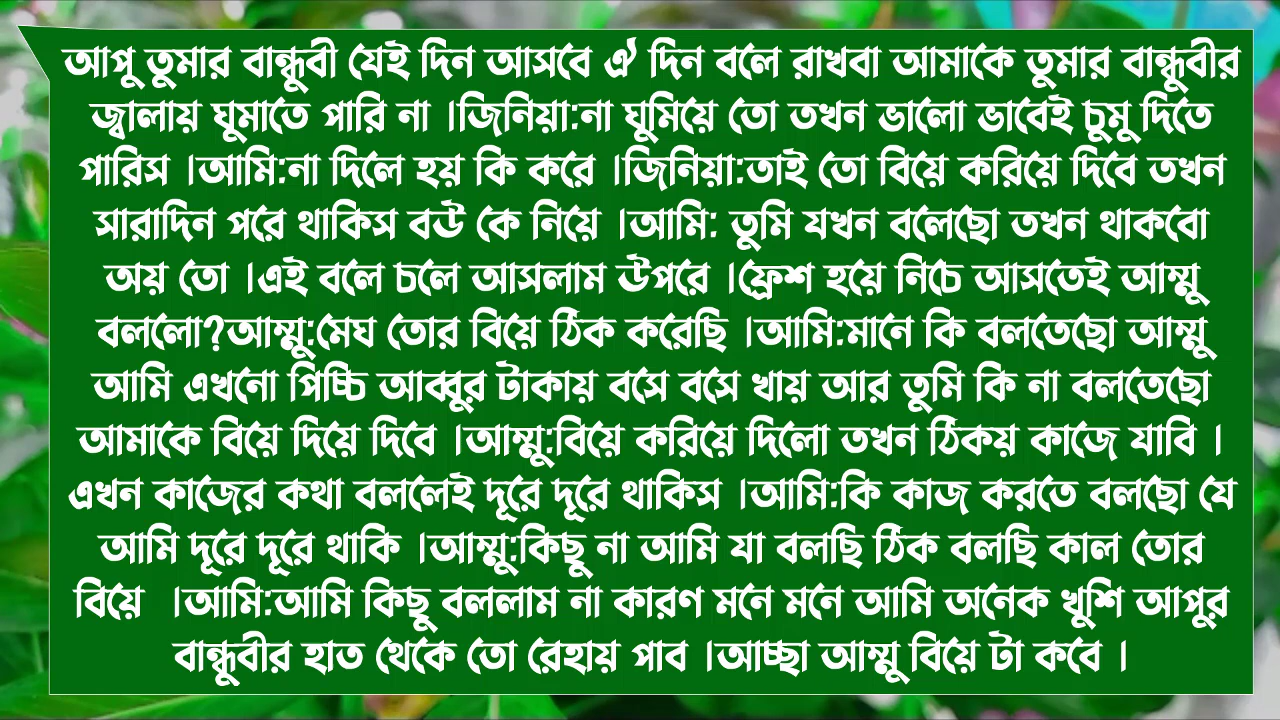 আপু তুমার বান্ধুবী যেই দিন আসবে ঐ দিন বলে রাখবা আমাকে তুমার বান্ধুবীর
জ্বালায় ঘুমাতে পারি না ।জিনিয়া:না ঘুমিয়ে তো তখন ভালো ভাবেই চুমু দিতে
পারিস ।আমি:না দিলে হয় কি করে ।জিনিয়া:তাই তো বিয়ে করিয়ে দিবে তখন
সারাদিন পরে থাকিস বউ কে নিয়ে ।আমি: তুমি যখন বলেছো তখন থাকবো
অয় তো ।এই বলে চলে আসলাম উপরে ।ফ্রেশ হয়ে নিচে আসতেই আম্মু
বললো?আম্মু:মেঘ তোর বিয়ে ঠিক করেছি ।আমি:মানে কি বলতেছো আম্মু
আমি এখনো পিচ্চি আব্বুর টাকায় বসে বসে খায় আর তুমি কি না বলতেছো
আমাকে বিয়ে দিয়ে দিবে ।আম্মু:বিয়ে করিয়ে দিলো তখন ঠিকয় কাজে যাবি ।
এখন কাজের কথা বললেই দূরে দূরে থাকিস ।আমি:কি কাজ করতে বলছো যে
আমি দূরে দূরে থাকি ।আম্মু:কিছু না আমি যা বলছি ঠিক বলছি কাল তোর
বিয়ে ।আমি:আমি কিছু বললাম না কারণ মনে মনে আমি অনেক খুশি আপুর
বান্ধুবীর হাত থেকে তো রেহায় পাব ।আচ্ছা আম্মু বিয়ে টা কবে ।